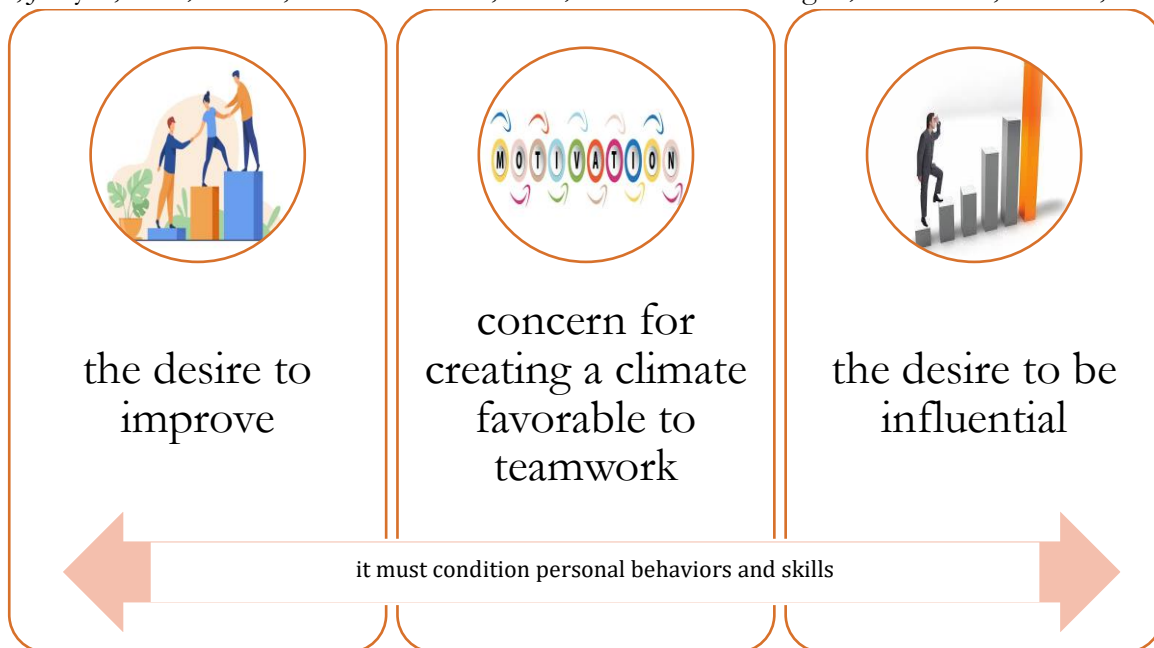 MOTIVATION
the desire to
improve
concern for
creating a climate
favorable to
teamwork
the desire to be
influential
it must condition personal behaviors and skills